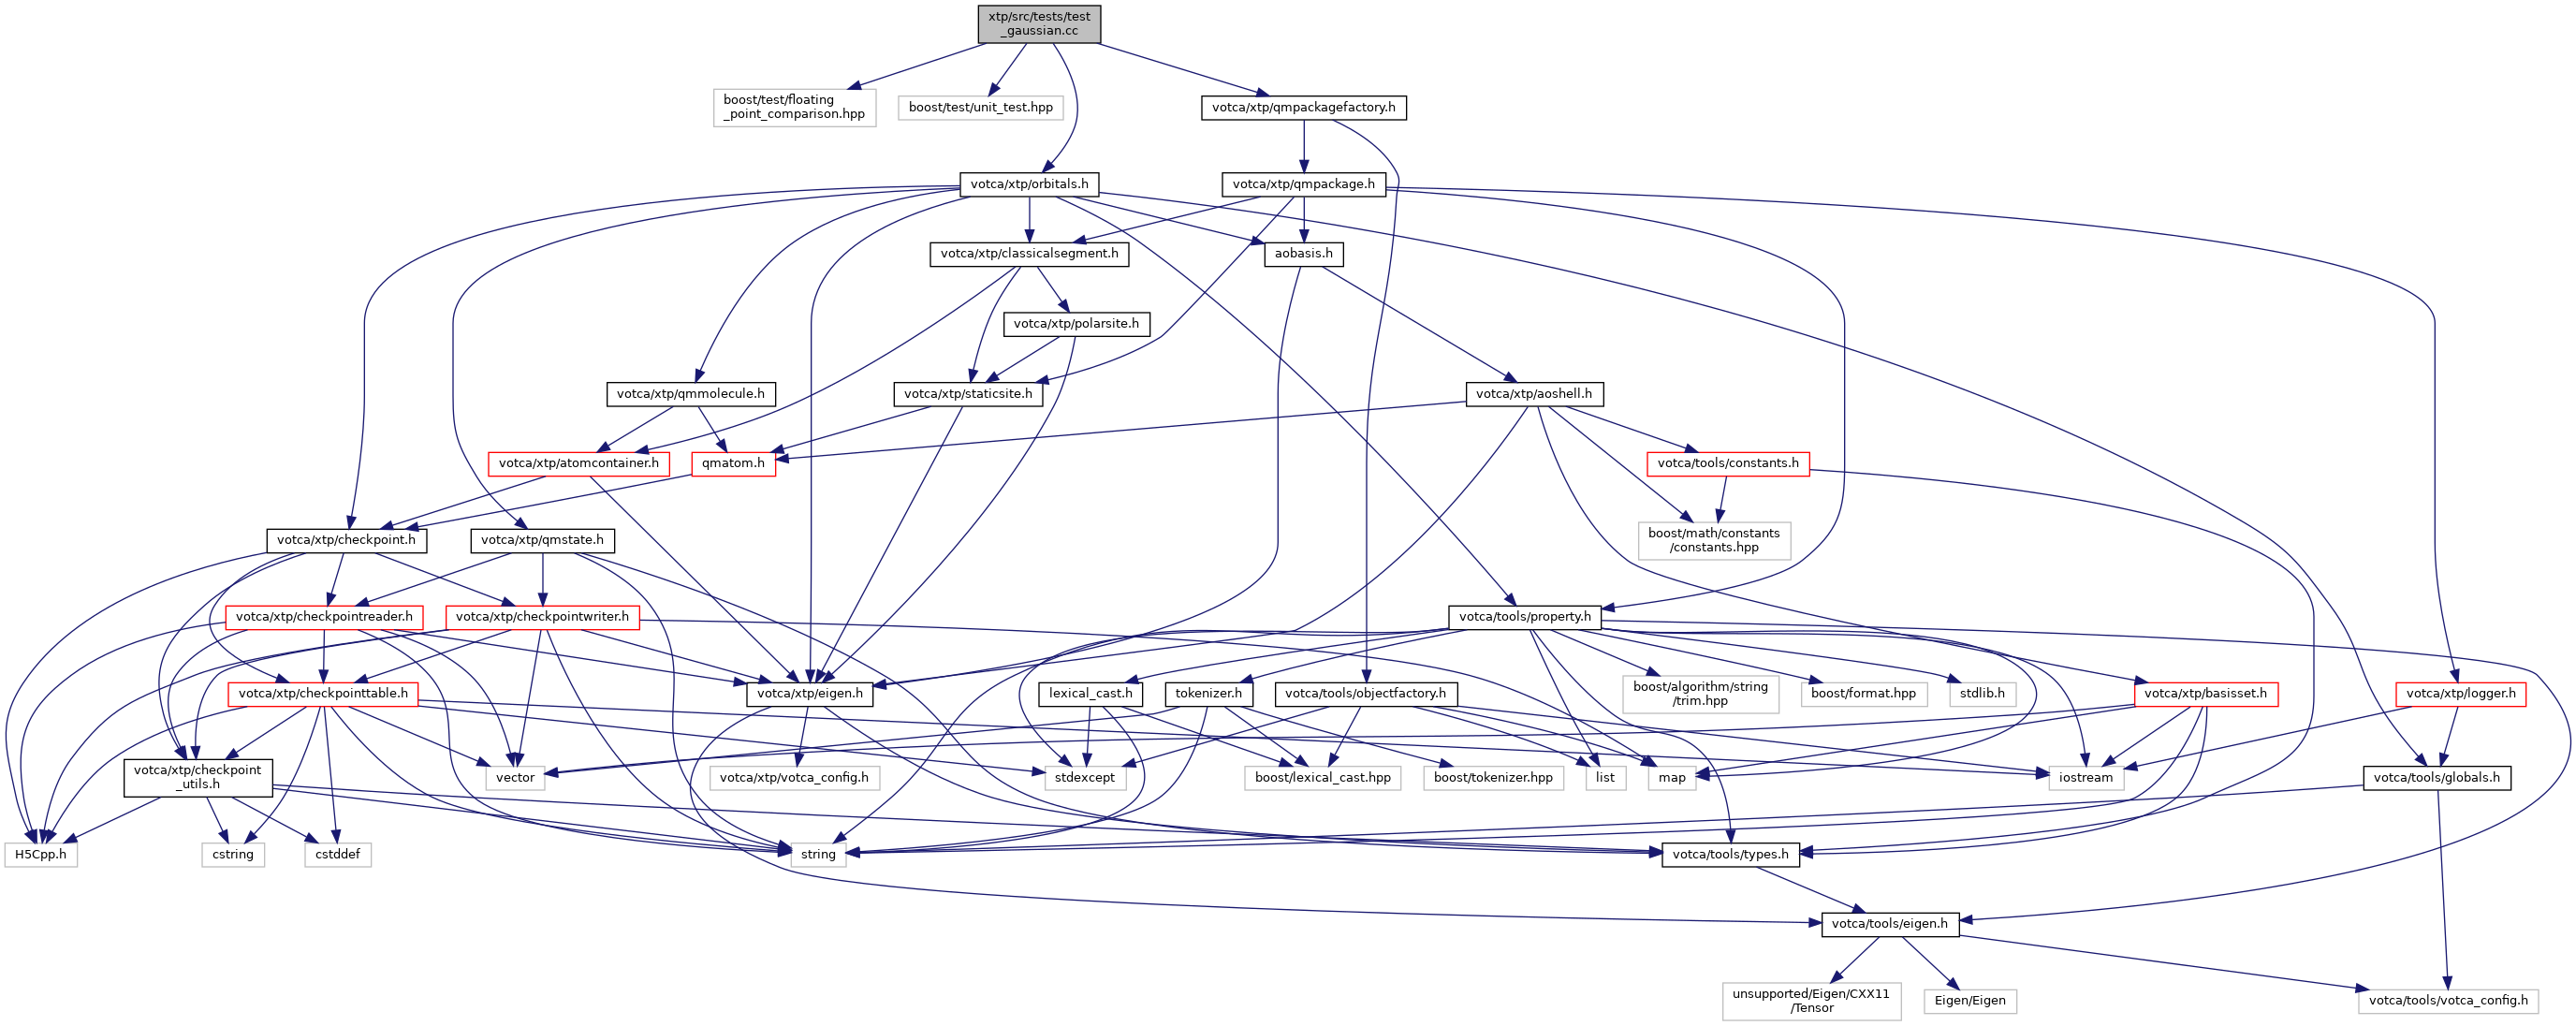 xtp/src/tests/test
_gaussian.cc
boost/test/floating
_point_comparison.hpp
boost/test/unit_test.hpp
votca/xtp/qmpackagefactory.h
votca/xtp/orbitals.h
votca/xtp/qmpackage.h
votca/xtp/classicalsegment.h
aobasis.h
votca/xtp/polarsite.h
votca/xtp/qmmolecule.h
votca/xtp/staticsite.h
votca/xtp/aoshell.h
votca/xtp/atomcontainer.h
qmatom.h
votca/tools/constants.h
votca/xtp/checkpoint.h
votca/xtp/qmstate.h
boost/math/constants
/constants.hpp
votca/xtp/checkpointreader.h
votca/xtp/checkpointwriter.h
votca/tools/property.h
votca/xtp/checkpointtable.h
votca/xtp/eigen.h
lexical_cast.h
tokenizer.h
votca/tools/objectfactory.h
boost/algorithm/string
/trim.hpp
boost/format.hpp
stdlib.h
votca/xtp/basisset.h
votca/xtp/logger.h
votca/xtp/checkpoint
_utils.h
vector
votca/xtp/votca_config.h
stdexcept
boost/lexical_cast.hpp
boost/tokenizer.hpp
list
map
iostream
votca/tools/globals.h
H5Cpp.h
cstring
cstddef
string
votca/tools/types.h
votca/tools/eigen.h
unsupported/Eigen/CXX11
/Tensor
Eigen/Eigen
votca/tools/votca_config.h